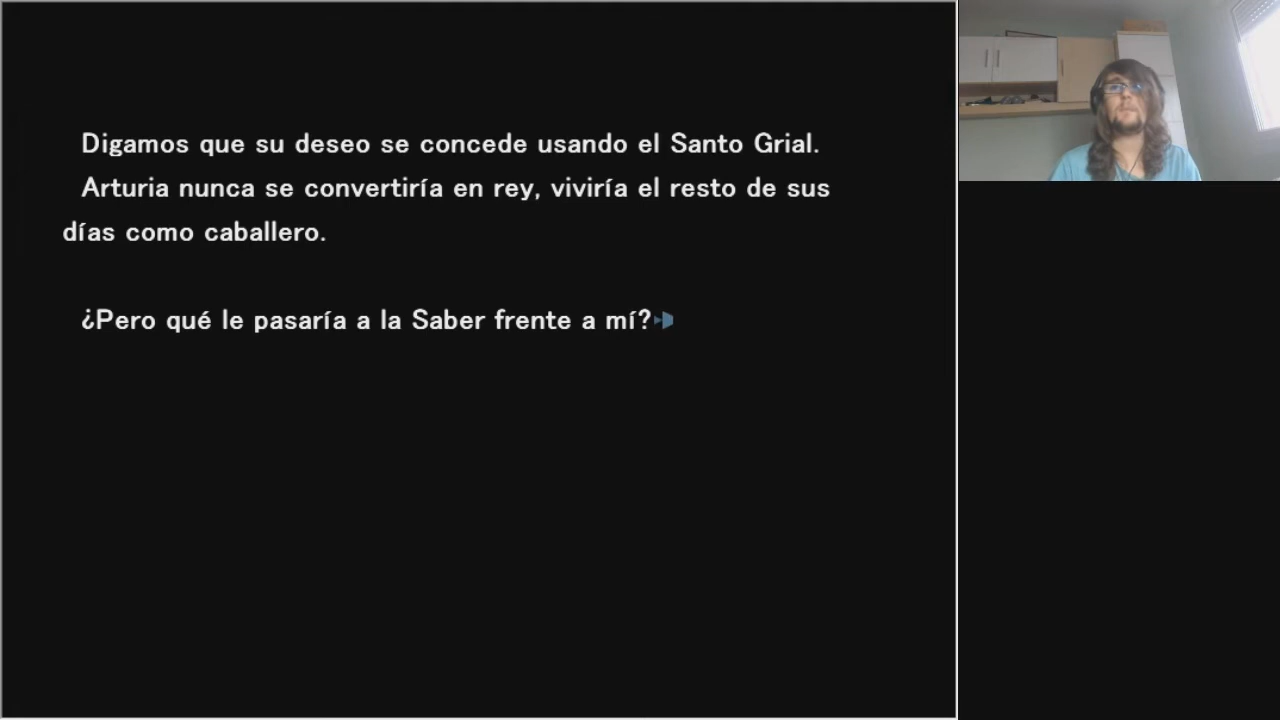 Digamos que su deseo se concede usando el Santo Grial.
Arturia nunca se convertiría en rey, viviría el resto de sus
días como caballero.
¿Pero qué le pasaría a la Saber frente a mí?